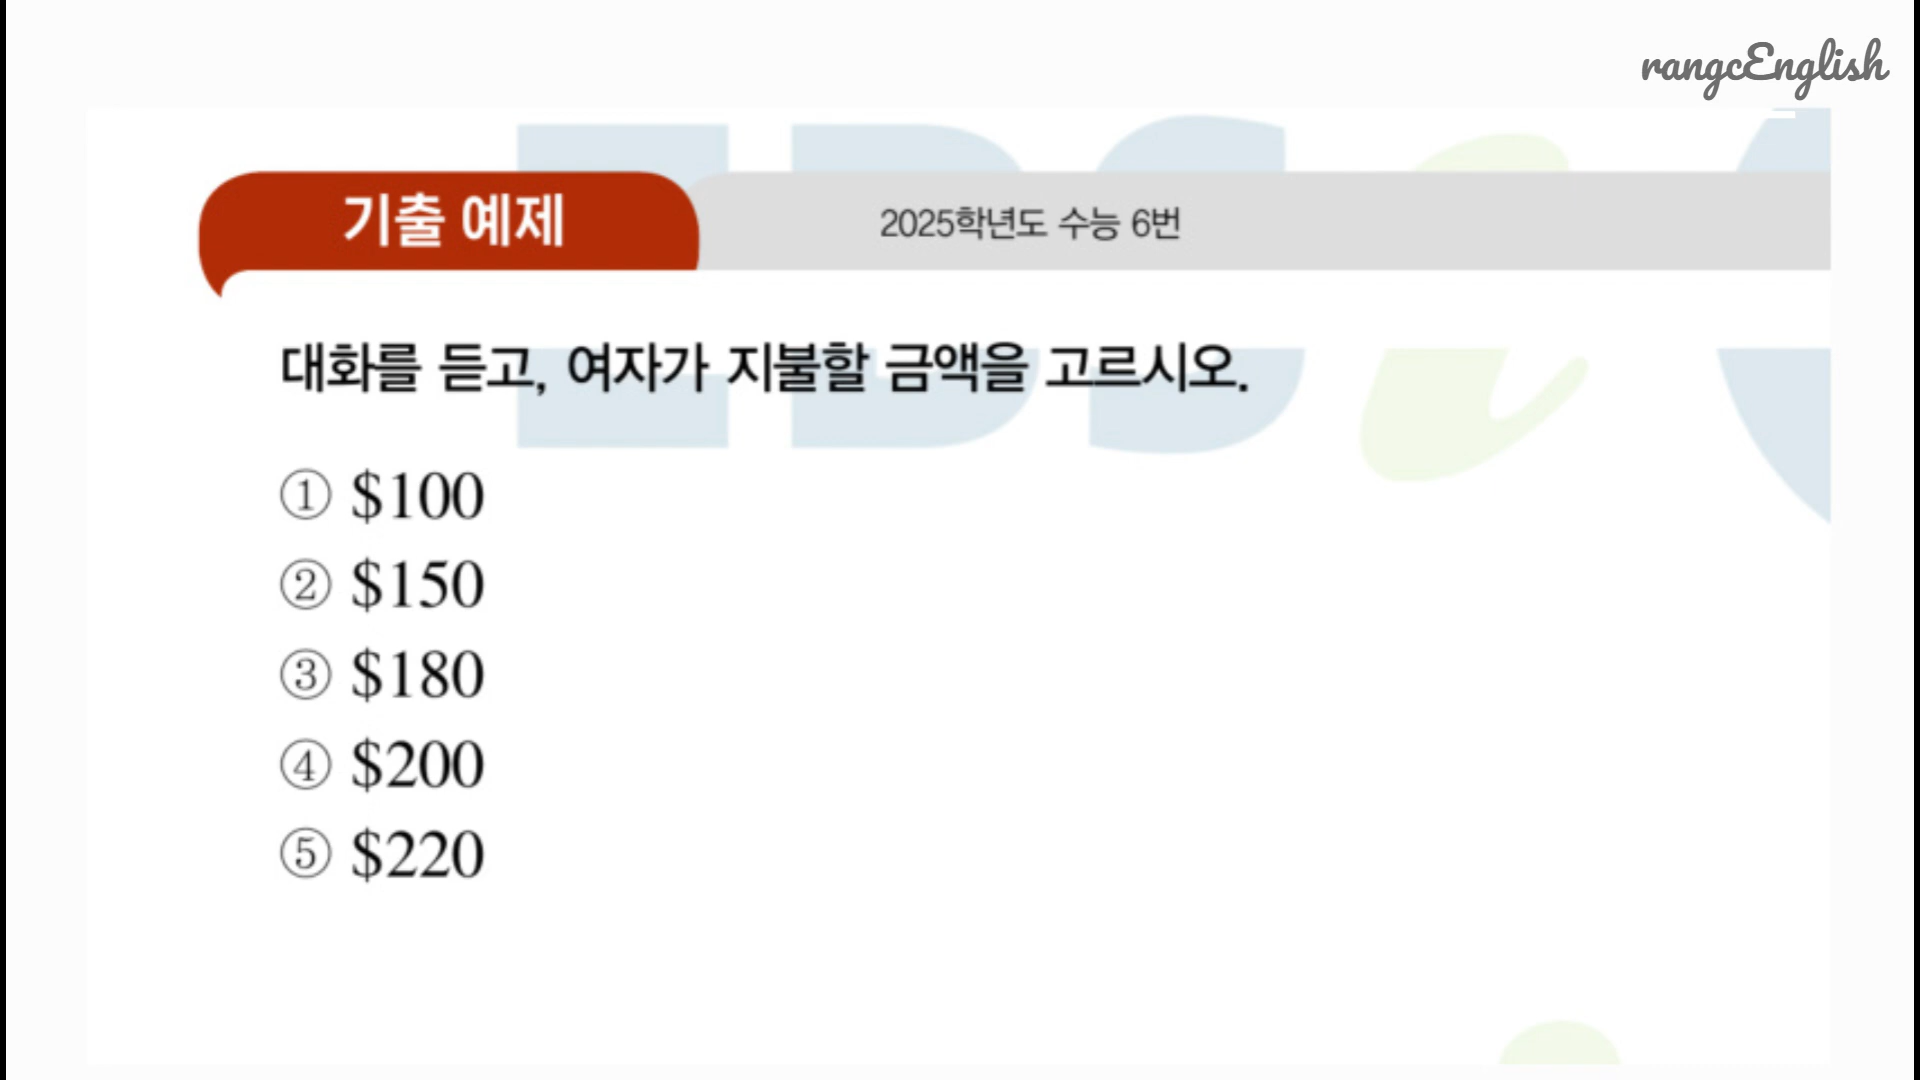 rangcEnglish
기출 예제
2025학년도 수능 6번
대화를 듣고, 여자가 지불할 금액을 고르시오.
① $100
② $150
③ $180
④ $200
⑤ $220